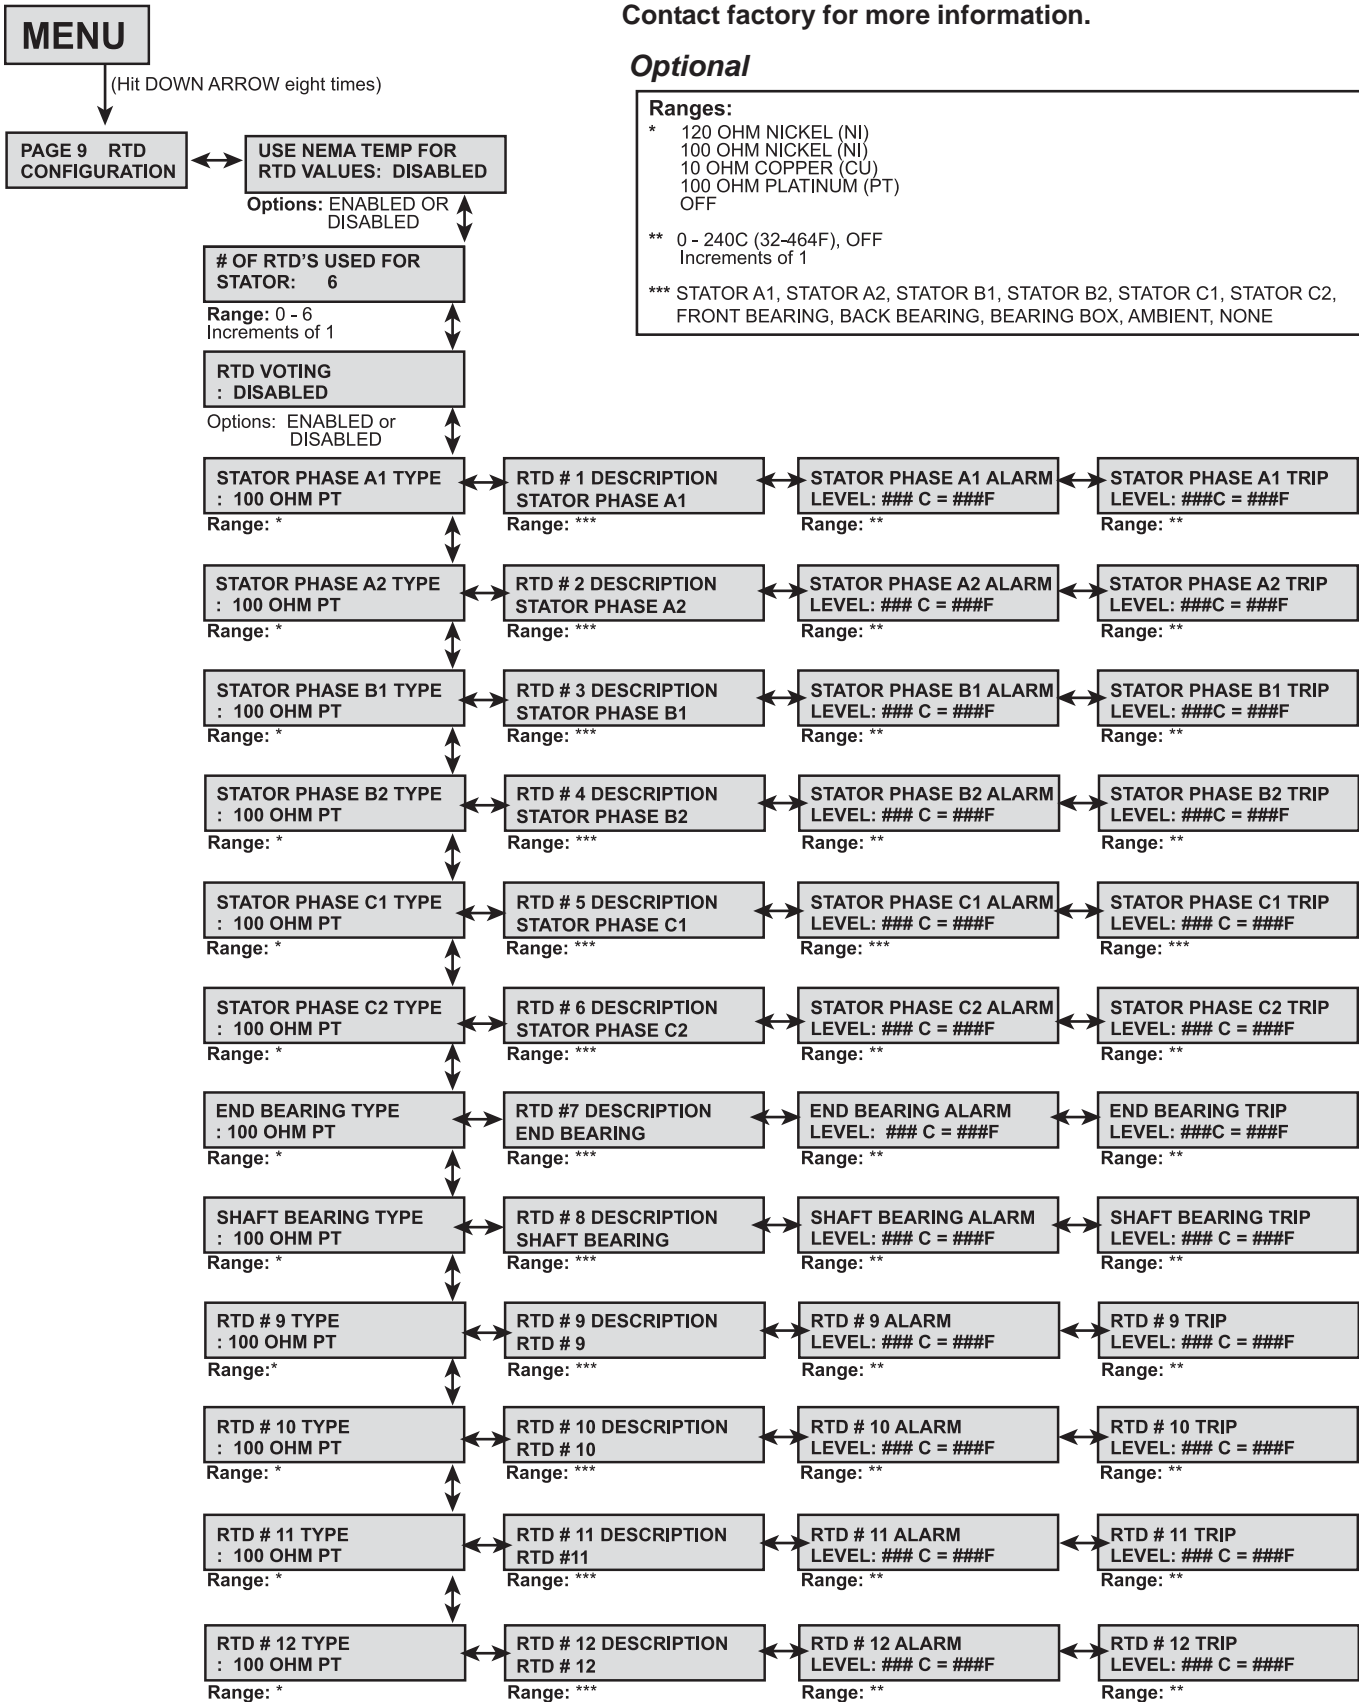 Contact factory for more information.
MENU
(Hit DOWN ARROW eight times)
Optional
Ranges:
* 120 OHM NICKEL (NI)
100 OHM NICKEL (NI)
10 OHM COPPER (CU)
100 OHM PLATINUM (PT)
OFF
** 0 - 240C (32-464F), OFF
Increments of 1
*** STATOR A1, STATOR A2, STATOR B1, STATOR B2, STATOR C1, STATOR C2,
FRONT BEARING, BACK BEARING, BEARING BOX, AMBIENT, NONE
PAGE 9 RTD
CONFIGURATION
USE NEMA TEMP FOR
RTD VALUES: DISABLED
Options: ENABLED OR
DISABLED
# OF RTD'S USED FOR
STATOR: 6
Range: 0 - 6
Increments of 1
RTD VOTING
: DISABLED
Options: ENABLED or
DISABLED
STATOR PHASE A1 TYPE
: 100 OHM PT
Range: *
RTD # 1 DESCRIPTION
STATOR PHASE A1
Range: ***
STATOR PHASE A1 ALARM
LEVEL: ### C = ###F
Range: **
STATOR PHASE A1 TRIP
LEVEL: ###C = ###F
Range: **
STATOR PHASE A2 TYPE
: 100 OHM PT
Range: *
RTD # 2 DESCRIPTION
STATOR PHASE A2
Range: ***
STATOR PHASE A2 ALARM
LEVEL: ### C = ###F
Range: **
STATOR PHASE A2 TRIP
LEVEL: ###C = ###F
Range: **
STATOR PHASE B1 TYPE
: 100 OHM PT
Range: *
RTD # 3 DESCRIPTION
STATOR PHASE B1
Range: ***
STATOR PHASE B1 ALARM
LEVEL: ### C = ###F
Range: **
STATOR PHASE B1 TRIP
LEVEL: ###C = ###F
Range: **
STATOR PHASE B2 TYPE
: 100 OHM PT
Range: *
RTD # 4 DESCRIPTION
STATOR PHASE B2
Range: ***
STATOR PHASE B2 ALARM
LEVEL: ### C = ###F
Range: **
STATOR PHASE B2 TRIP
LEVEL: ###C = ###F
Range: **
STATOR PHASE C1 TYPE
: 100 OHM PT
Range: *
RTD # 5 DESCRIPTION
STATOR PHASE C1
Range: ***
STATOR PHASE C1 ALARM
LEVEL: ### C = ###F
Range: ***
STATOR PHASE C1 TRIP
LEVEL: ### C = ###F
Range: ***
STATOR PHASE C2 TYPE
: 100 OHM PT
Range: *
RTD # 6 DESCRIPTION
STATOR PHASE C2
Range: ***
STATOR PHASE C2 ALARM
LEVEL: ### C = ###F
Range: **
STATOR PHASE C2 TRIP
LEVEL: ### C = ###F
Range: **
END BEARING TYPE
: 100 OHM PT
Range: *
RTD #7 DESCRIPTION
END BEARING
Range: ***
END BEARING ALARM
LEVEL: ### C = ###F
Range: **
END BEARING TRIP
LEVEL: ###C = ###F
Range: **
SHAFT BEARING TYPE
: 100 OHM PT
Range: *
RTD # 8 DESCRIPTION
SHAFT BEARING
Range: ***
SHAFT BEARING ALARM
LEVEL: ### C = ###F
Range: **
SHAFT BEARING TRIP
LEVEL: ### C = ###F
Range: **
RTD # 9 TYPE
: 100 OHM PT
Range:*
RTD # 9 DESCRIPTION
RTD # 9
Range: ***
RTD # 9 ALARM
LEVEL: ### C = ###F
Range: **
RTD # 9 TRIP
LEVEL: ### C = ###F
Range: **
RTD # 10 TYPE
: 100 OHM PT
Range: *
RTD # 10 DESCRIPTION
RTD # 10
Range: ***
RTD # 10 ALARM
LEVEL: ### C = ###F
Range: **
RTD # 10 TRIP
LEVEL: ### C = ###F
Range: **
RTD # 11 TYPE
: 100 OHM PT
Range: *
RTD # 11 DESCRIPTION
RTD #11
Range: ***
RTD # 11 ALARM
LEVEL: ### C = ###F
Range: **
RTD # 11 TRIP
LEVEL: ### C = ###F
Range: **
RTD # 12 TYPE
: 100 OHM PT
Range: *
RTD # 12 DESCRIPTION
RTD # 12
Range: ***
RTD # 12 ALARM
LEVEL: ### C = ###F
Range: **
RTD # 12 TRIP
LEVEL: ### C = ###F
Range: **